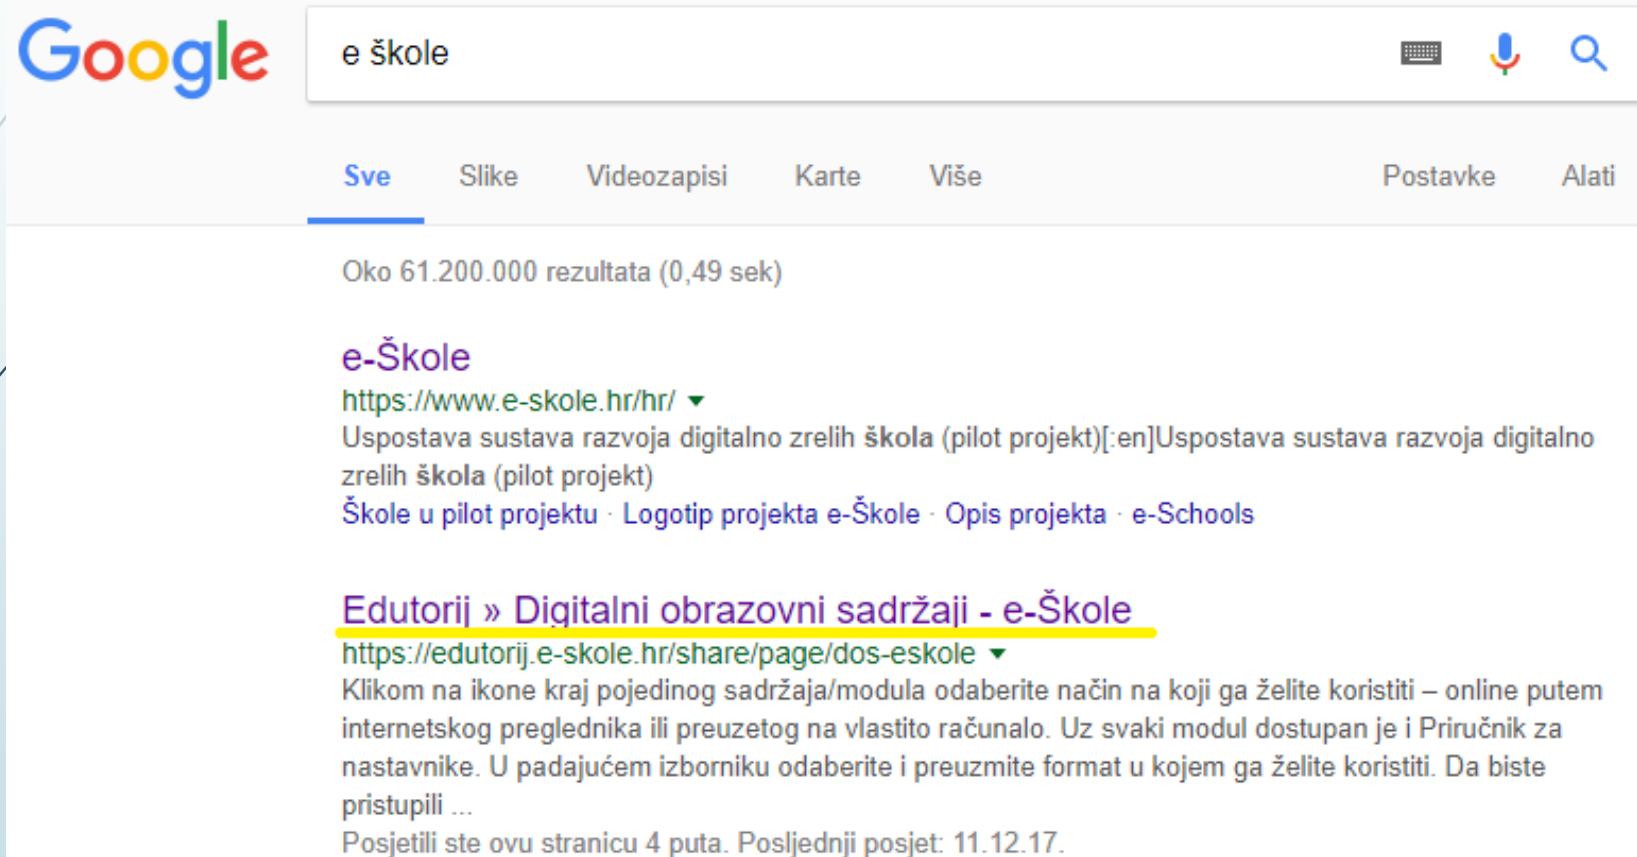 Google
e škole
Sve Slike Videozapisi Karte Više Postavke Alati
Oko 61.200.000 rezultata (0,49 sek)
e-Škole
https://www.e-skole.hr/hr/
Uspostava sustava razvoja digitalno zrelih škola (pilot projekt)[:en]Uspostava sustava razvoja digitalno
zrelih škola (pilot projekt)
Škole u pilot projektu · Logotip projekta e-Škole · Opis projekta · e-Schools
Edutorij » Digitalni obrazovni sadržaji - e-Škole
https://edutorij.e-skole.hr/share/page/dos-eskole
Klikom na ikone kraj pojedinog sadržaja/modula odaberite način na koji ga želite koristiti – online putem
internetskog preglednika ili preuzetog na vlastito računalo. Uz svaki modul dostupan je i Priručnik za
nastavnike. U padajućem izborniku odaberite i preuzmite format u kojem ga želite koristiti. Da biste
pristupili ...
Posjetili ste ovu stranicu 4 puta. Posljednji posjet: 11.12.17.